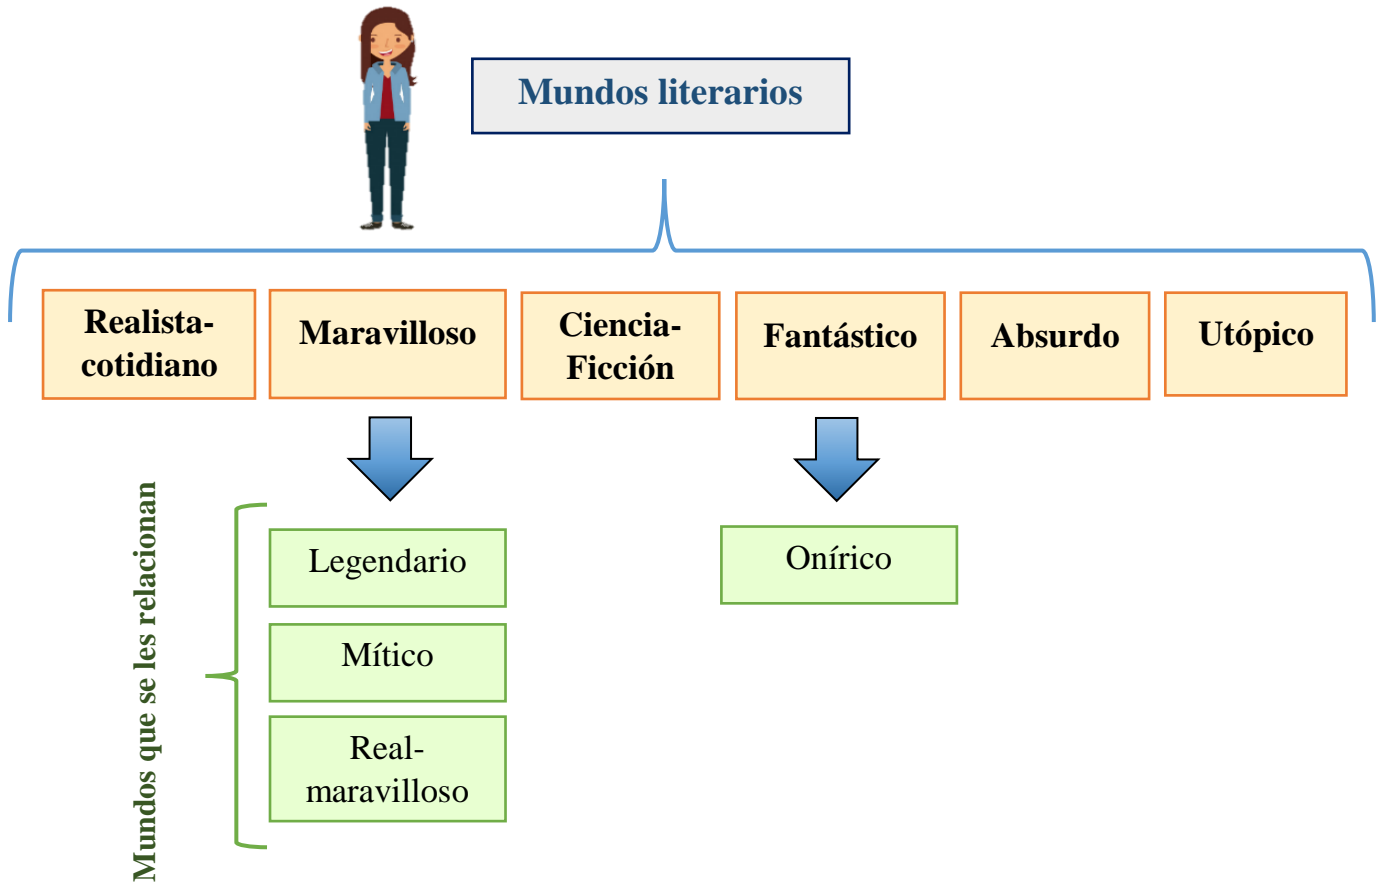 Mundos literarios
Realista-
cotidiano
Maravilloso
Ciencia-
Ficción
Fantástico
Absurdo
Utópico
Mundos que se les relacionan
Legendario
Mítico
Real-
maravilloso
Onírico